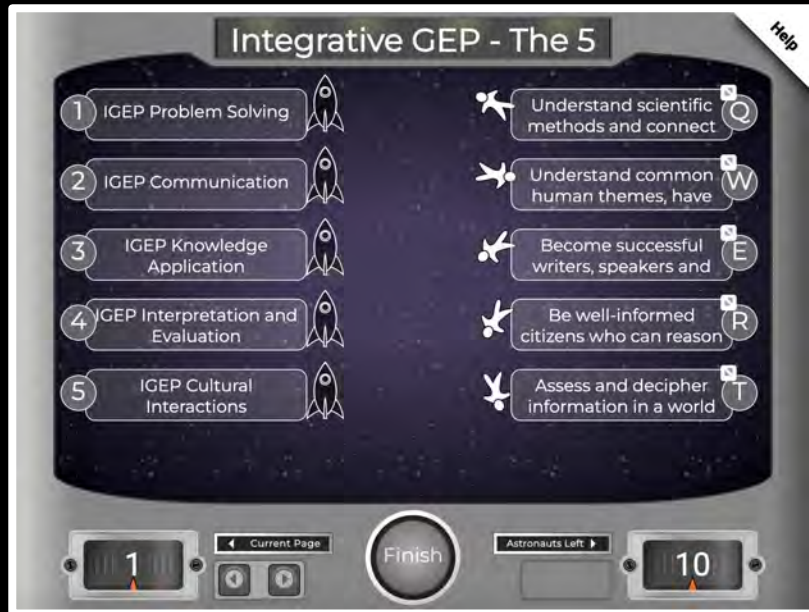 Integrative GEP - The 5
Help
1
IGEP Problem Solving
2
IGEP Communication
3
IGEP Knowledge
Application
4
IGEP Interpretation and
Evaluation
5
IGEP Cultural
Interactions
Understand scientific
methods and connect
Q
Understand common
human themes, have
W
Become successful
writers, speakers and
E
Be well-informed
citizens who can reason
R
Assess and decipher
information in a world
T
1
Current Page
Finish
Astronauts Left
10